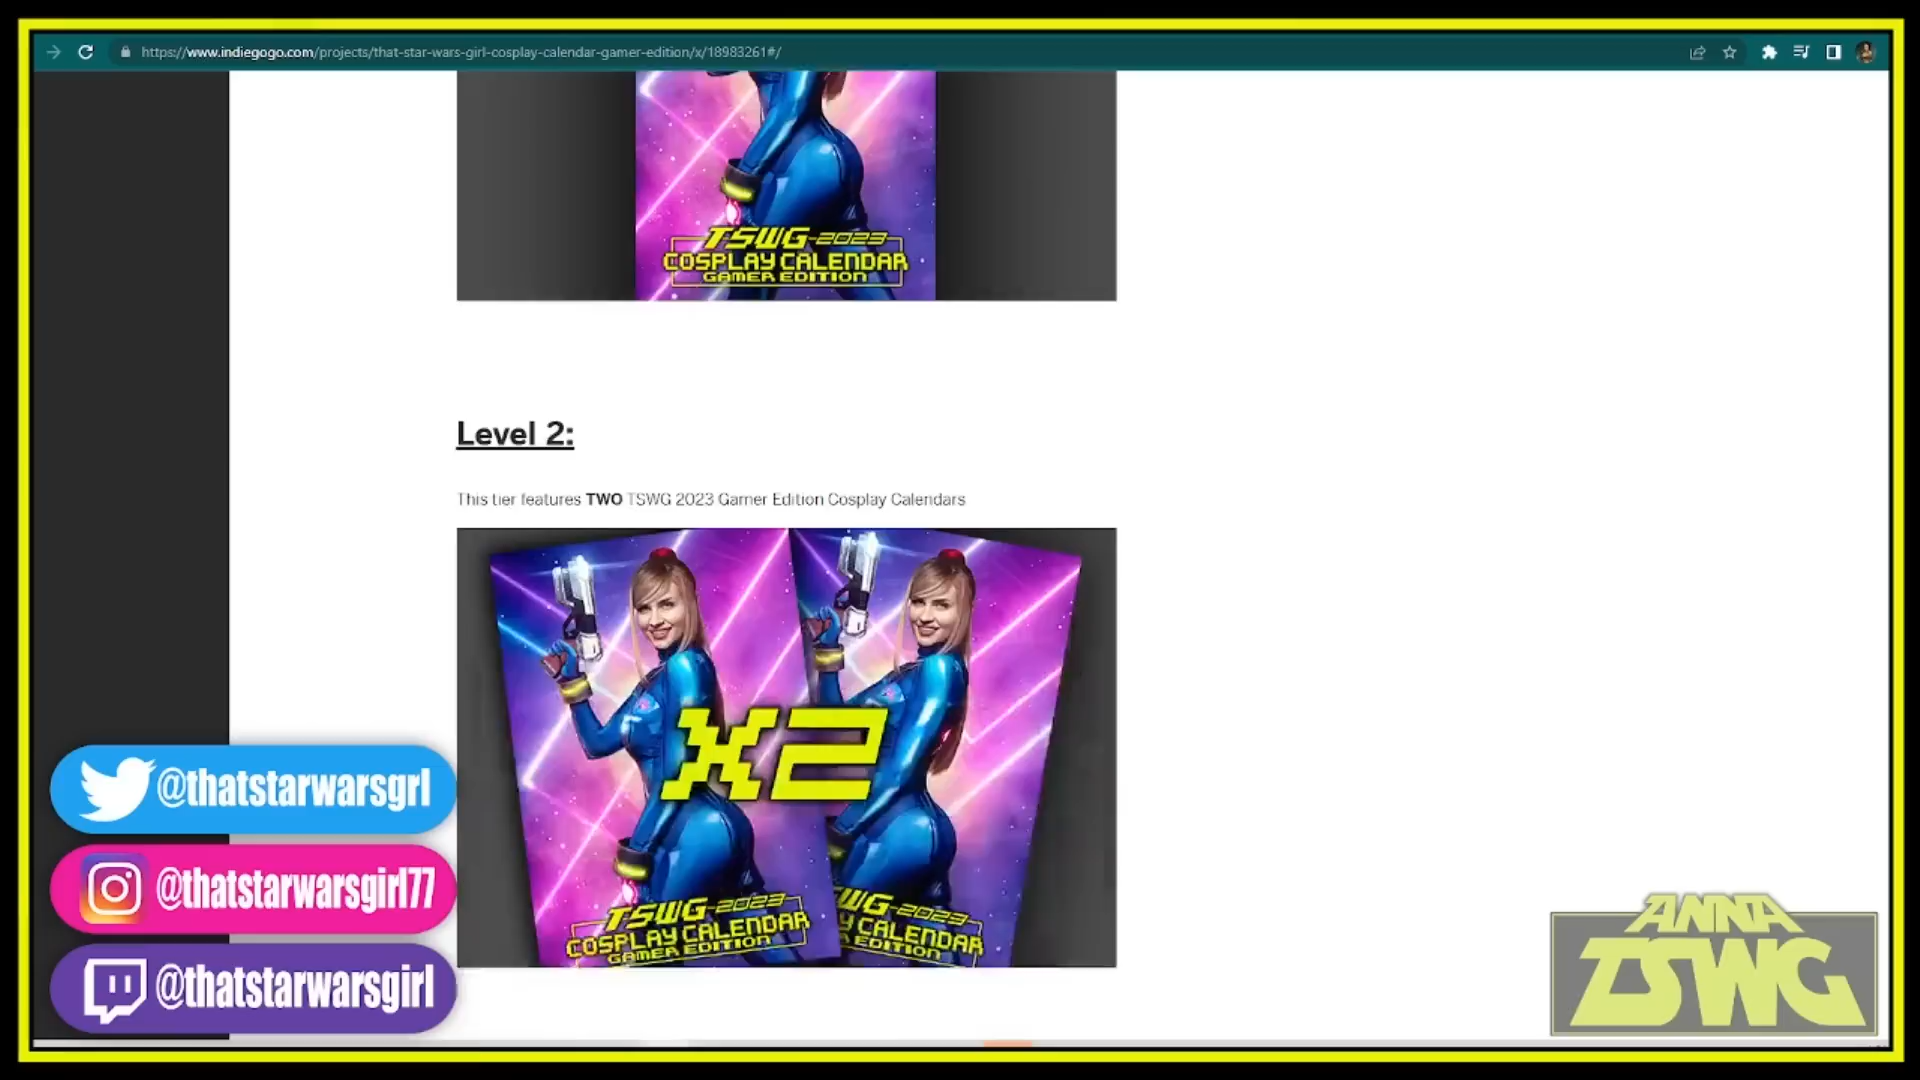 https://www.indiegogo.com/projects/that-star-wars-girl-cosplay-calendar-gamer-edition/x/18983261#/
TSWG-2023
COSPLAY CALENDAR
GAMER EDITION
Level 2:
This tier features TWO TSWG 2023 Gamer Edition Cosplay Calendars
X2
TSWG-2023
COSPLAY CALENDAR
GAMER EDITION
WG-2023
Y CALENDAR
EDITION
@thatstarwarsgrl
@thatstarwarsgirl77
@thatstarwarsgirl
ANNA
TSWG